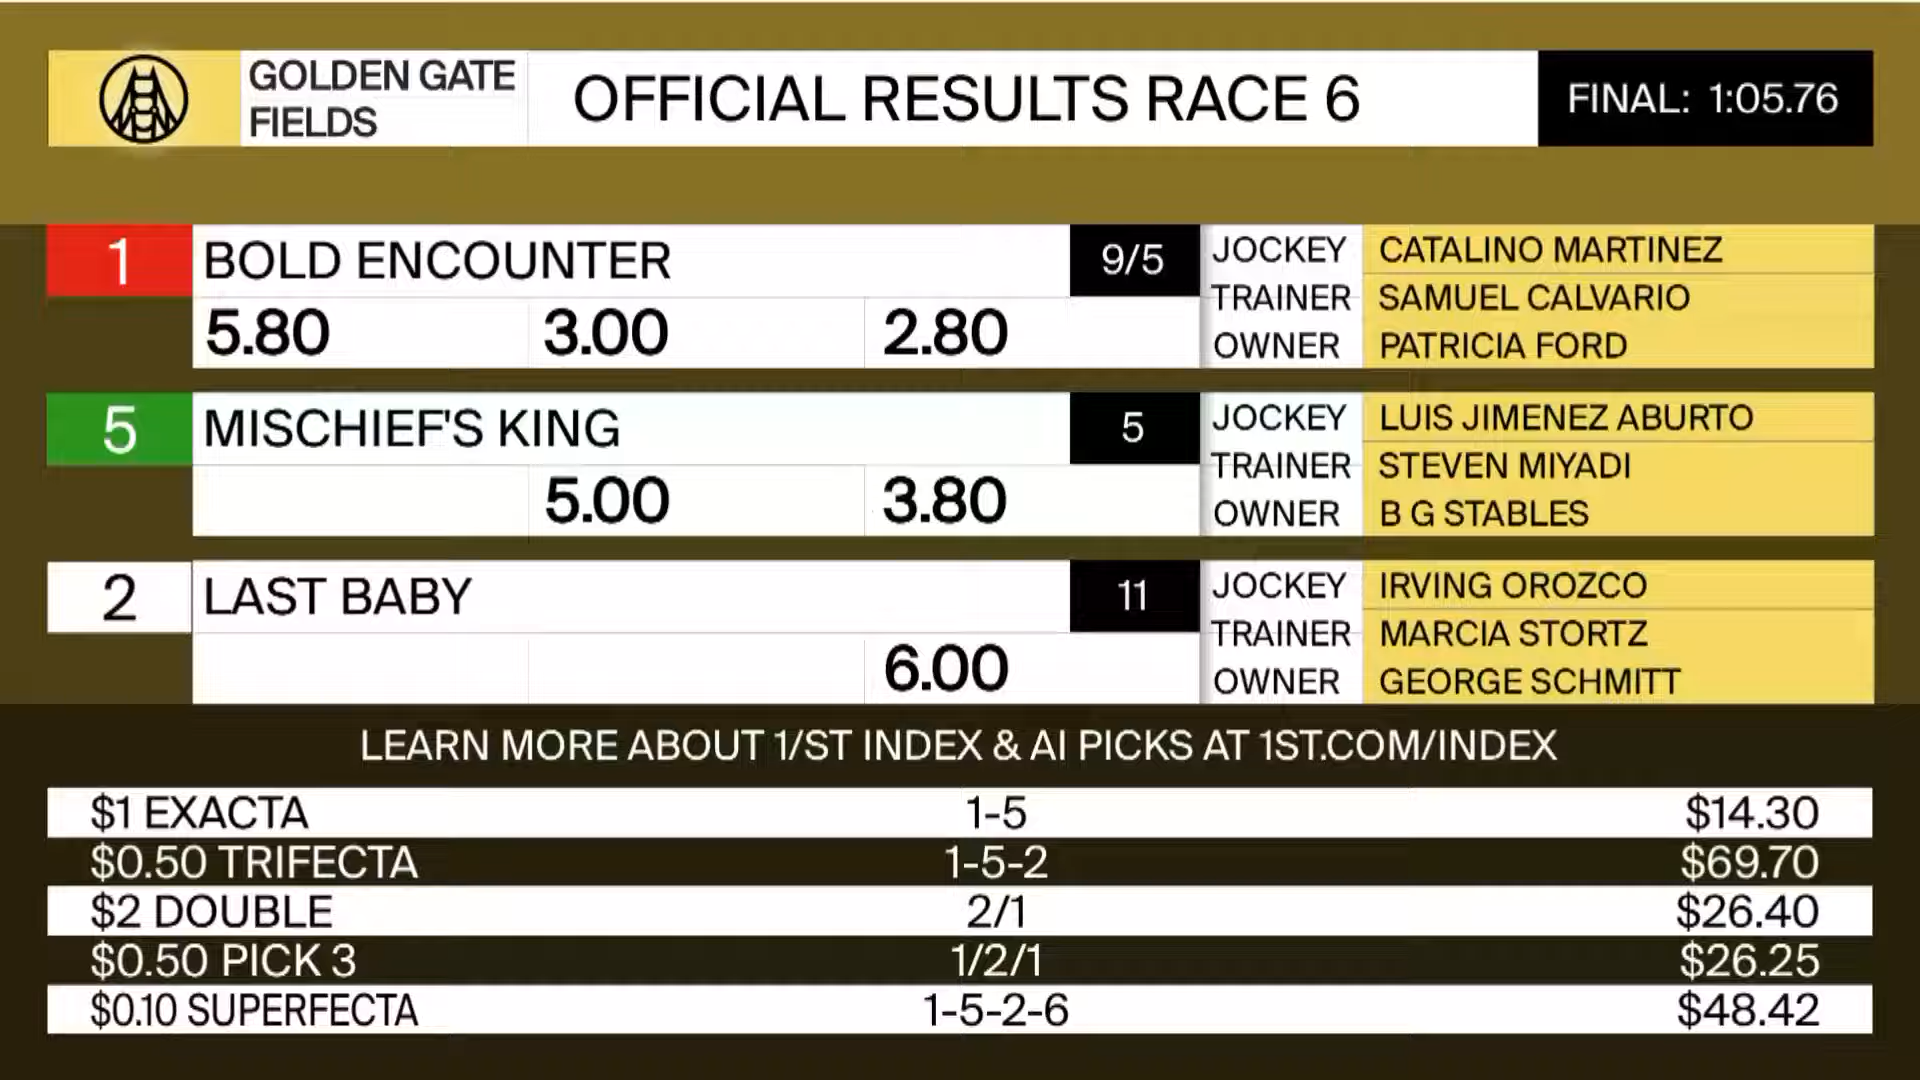 GOLDEN GATE
FIELDS
OFFICIAL RESULTS RACE 6
FINAL: 1:05.76
1 BOLD ENCOUNTER 9/5
5.80 3.00 2.80
JOCKEY CATALINO MARTINEZ
TRAINER SAMUEL CALVARIO
OWNER PATRICIA FORD
5 MISCHIEF'S KING 5
5.00 3.80
JOCKEY LUIS JIMENEZ ABURTO
TRAINER STEVEN MIYADI
OWNER B G STABLES
2 LAST BABY 11
6.00
JOCKEY IRVING OROZCO
TRAINER MARCIA STORTZ
OWNER GEORGE SCHMITT
LEARN MORE ABOUT 1/ST INDEX & AI PICKS AT 1ST.COM/INDEX
$1 EXACTA 1-5 $14.30
$0.50 TRIFECTA 1-5-2 $69.70
$2 DOUBLE 2/1 $26.40
$0.50 PICK 3 1/2/1 $26.25
$0.10 SUPERFECTA 1-5-2-6 $48.42